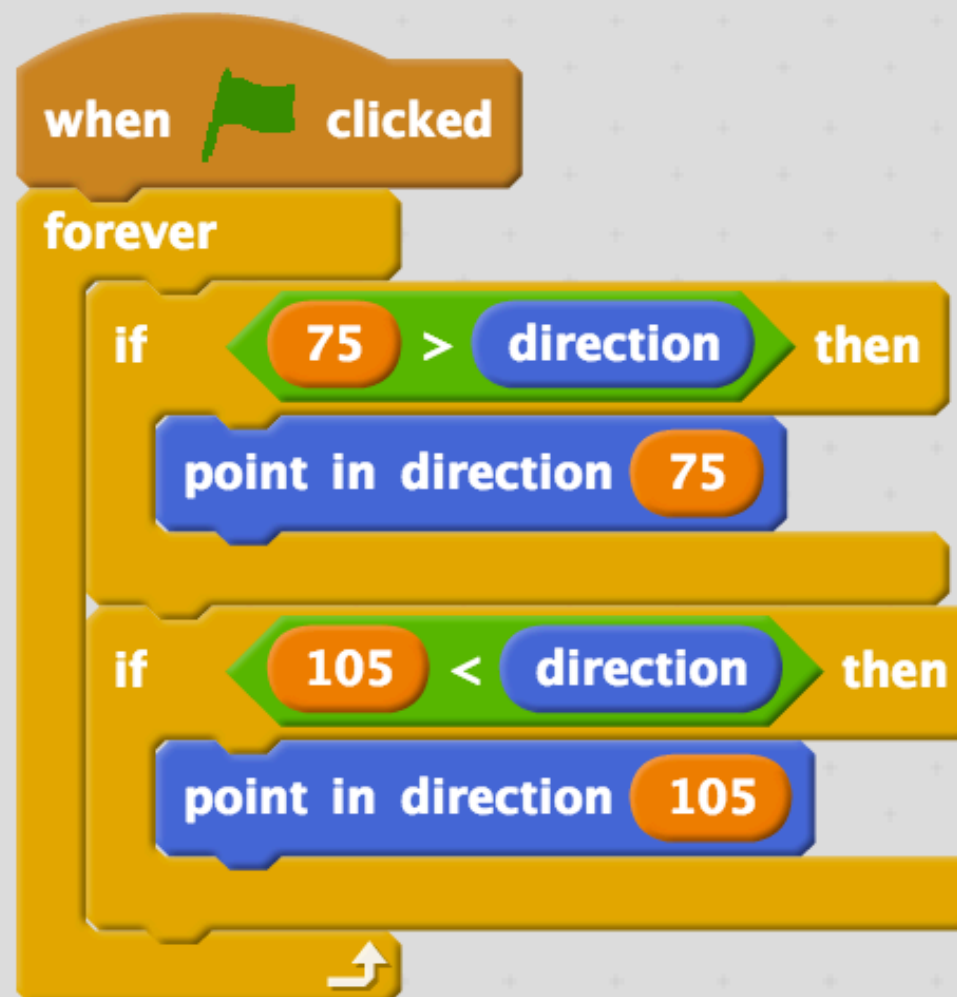 when clicked
forever
if 75 > direction then
point in direction 75
if 105 < direction then
point in direction 105